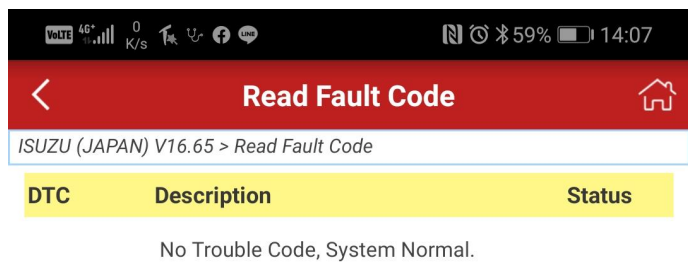 VoLTE 4G+ 0 K/s LINE N 59% 14:07
Read Fault Code
ISUZU (JAPAN) V16.65 > Read Fault Code
DTC Description Status
No Trouble Code, System Normal.